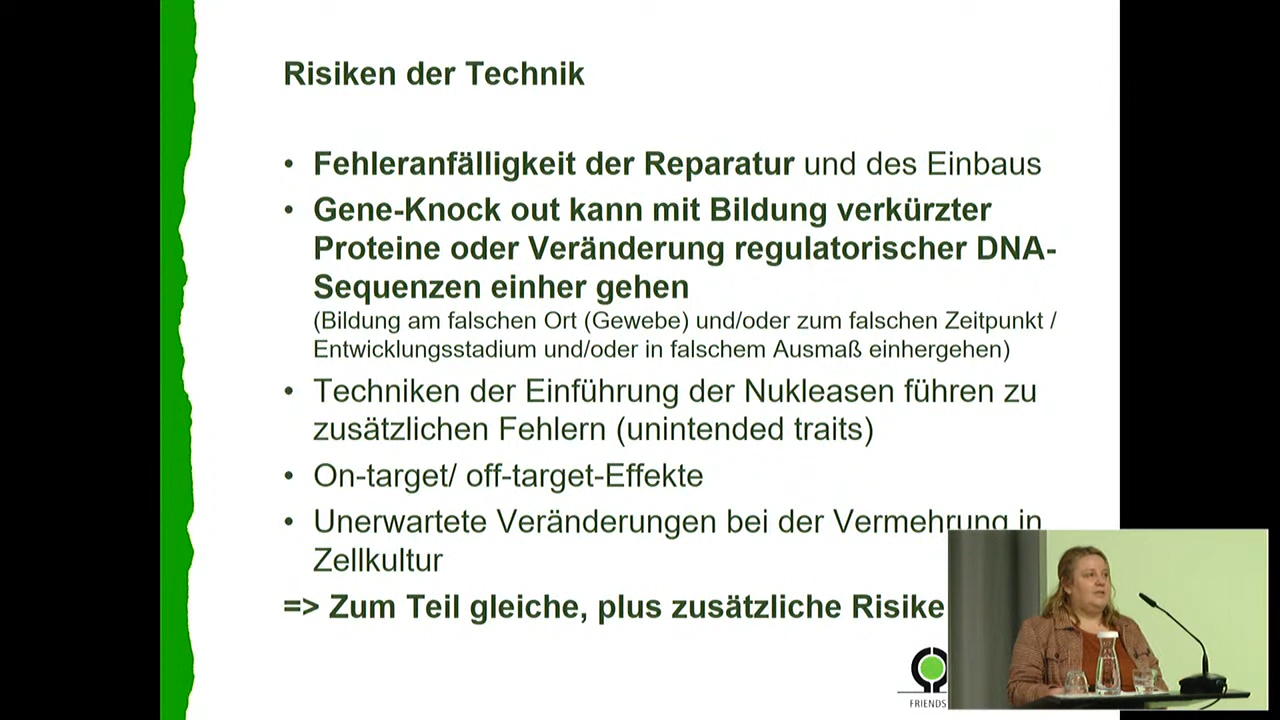 Risiken der Technik
• Fehleranfälligkeit der Reparatur und des Einbaus
• Gene-Knock out kann mit Bildung verkürzter
Proteine oder Veränderung regulatorischer DNA-
Sequenzen einher gehen
(Bildung am falschen Ort (Gewebe) und/oder zum falschen Zeitpunkt /
Entwicklungsstadium und/oder in falschem Ausmaß einhergehen)
• Techniken der Einführung der Nukleasen führen zu
zusätzlichen Fehlern (unintended traits)
• On-target/ off-target-Effekte
• Unerwartete Veränderungen bei der Vermehrung in
Zellkultur
=> Zum Teil gleiche, plus zusätzliche Risike
FRIENDS